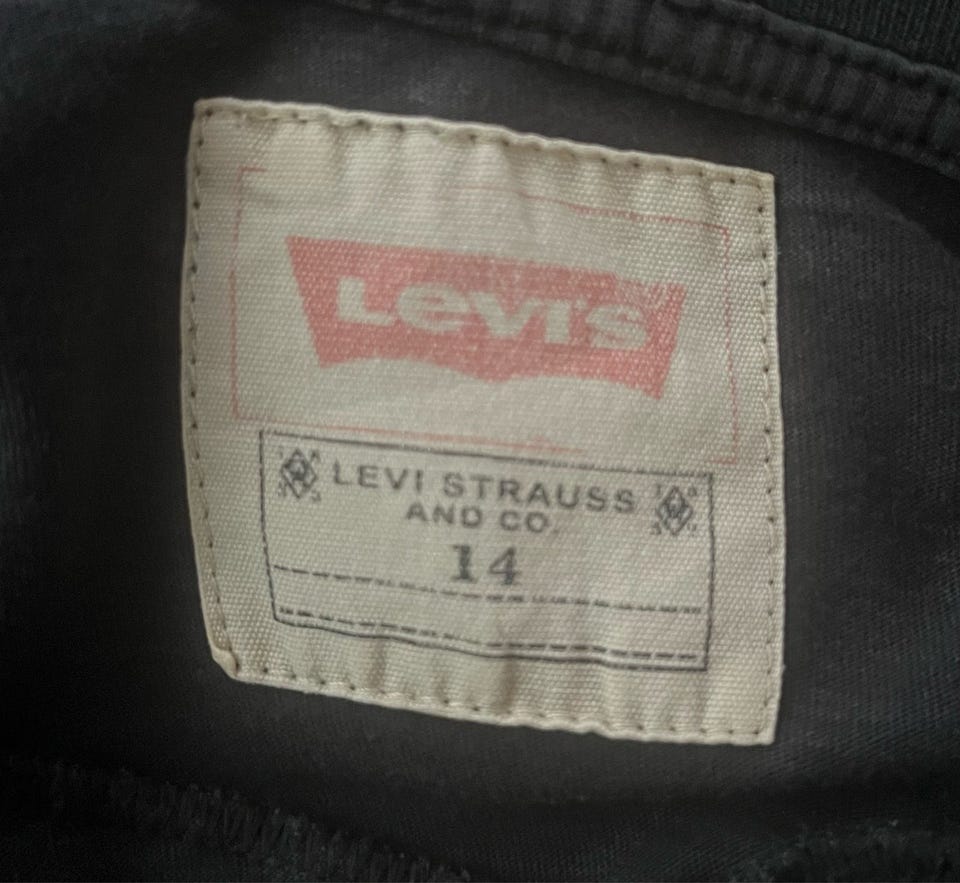 Levi's
LEVI STRAUSS
AND CO.
14